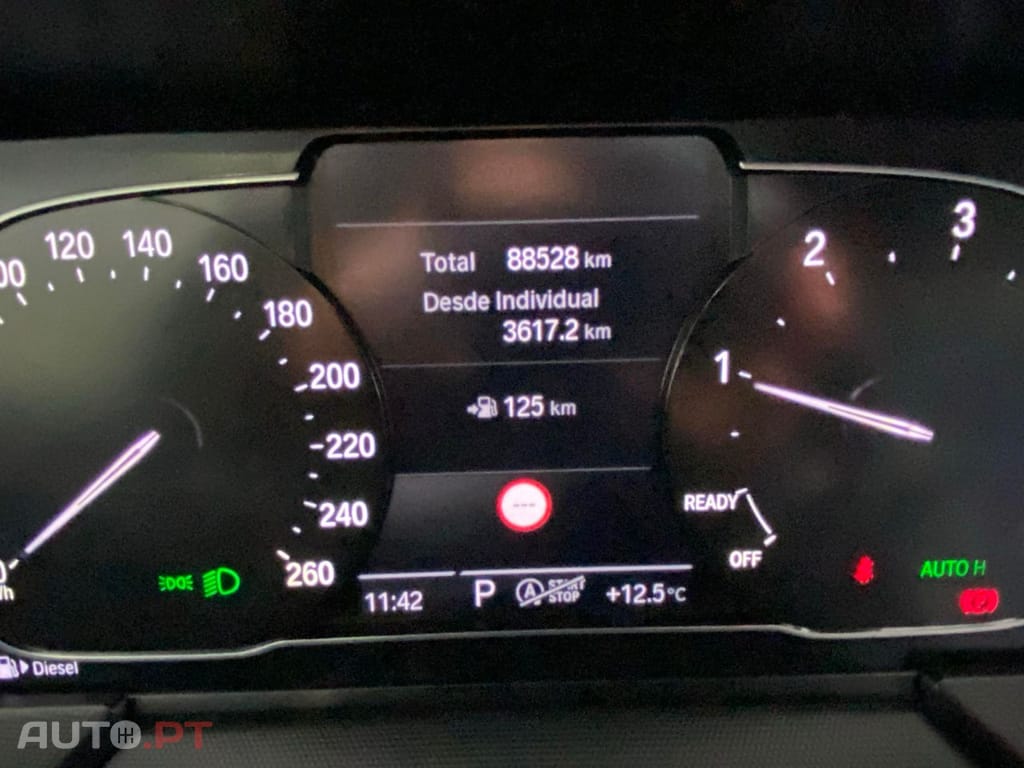 120
140
160
180
200
220
240
260
Total 88528 km
Desde Individual
3617.2 km
125 km
---
11:42
P
A START STOP
+12.5°C
1
2
3
READY
OFF
AUTO H
Diesel
AUTO.PT